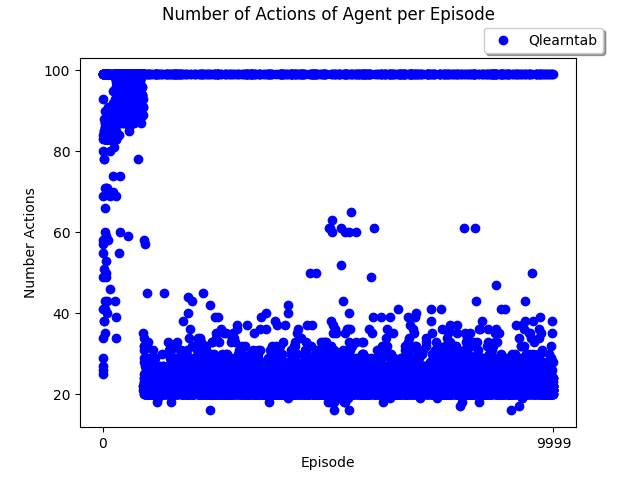 Number of Actions of Agent per Episode
Qlearntab
100
80
60
40
20
Number Actions
0
9999
Episode